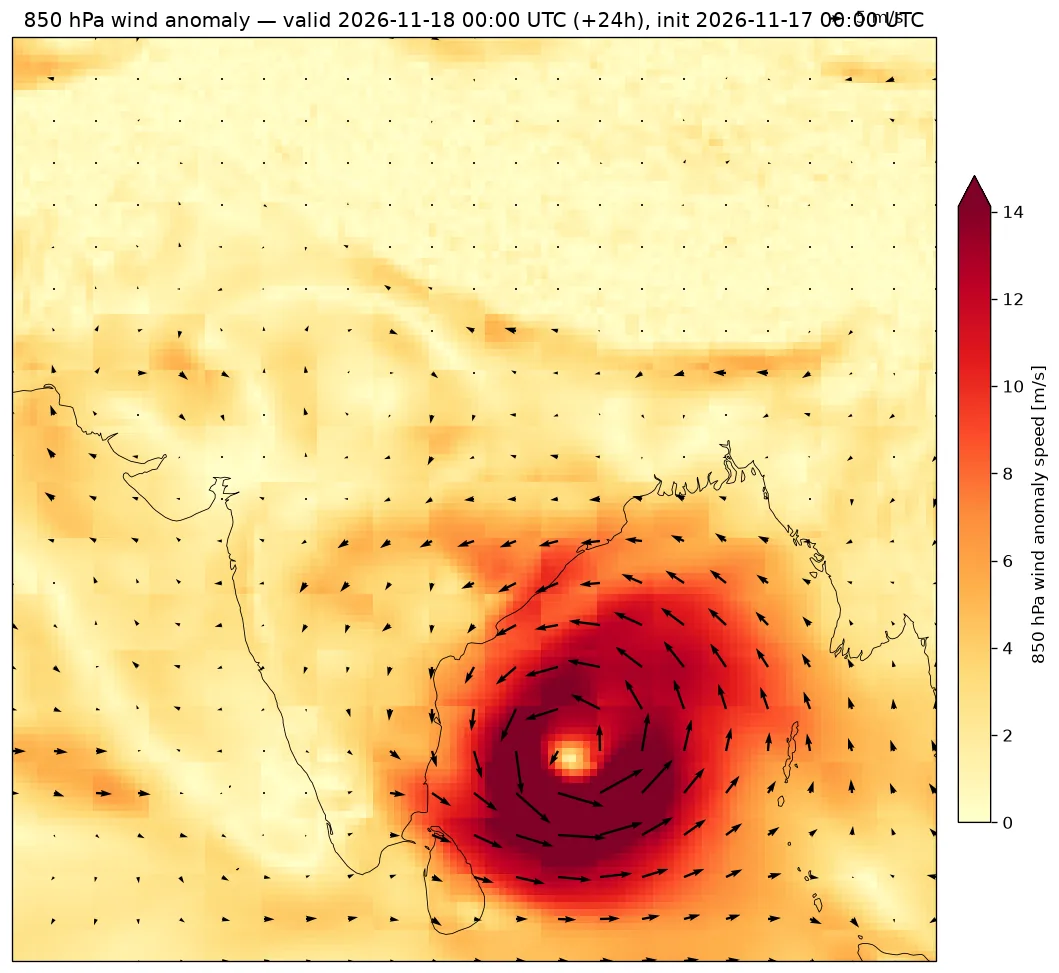 850 hPa wind anomaly — valid 2026-11-18 00:00 UTC (+24h), init 2026-11-17 00:00 UTC
5 m/s
14
12
10
8
6
4
2
0
850 hPa wind anomaly speed [m/s]